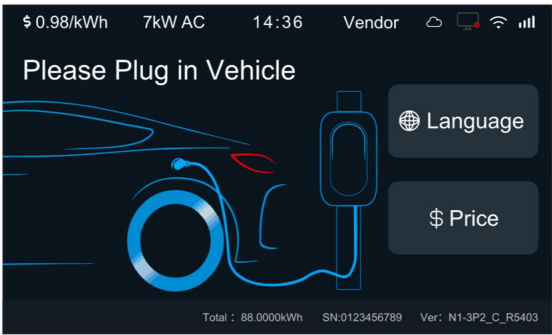 $ 0.98/kWh 7kW AC 14:36 Vendor
Please Plug in Vehicle
Language
$ Price
Total： 88.0000kWh SN:0123456789 Ver：N1-3P2_C_R5403